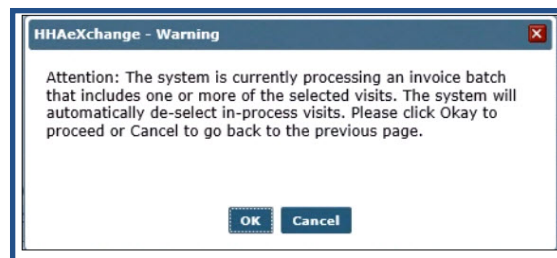 HHAeXchange - Warning
Attention: The system is currently processing an invoice batch
that includes one or more of the selected visits. The system will
automatically de-select in-process visits. Please click Okay to
proceed or Cancel to go back to the previous page.
OK Cancel